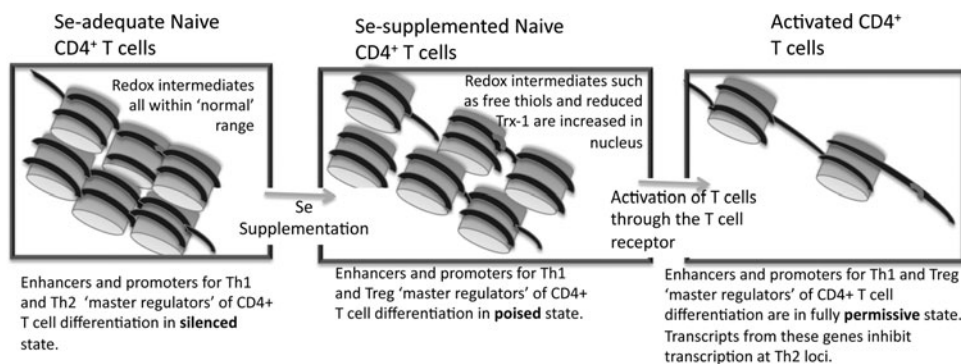 Se-adequate Naive
CD4⁺ T cells
Redox intermediates
all within ‘normal’
range
Enhancers and promoters for Th1
and Th2 ‘master regulators’ of CD4+
T cell differentiation in silenced
state.
Se
Supplementation
Se-supplemented Naive
CD4⁺ T cells
Redox intermediates such
as free thiols and reduced
Trx-1 are increased in
nucleus
Enhancers and promoters for Th1
and Treg ‘master regulators’ of CD4+
T cell differentiation in poised state.
Activation of T cells
through the T cell
receptor
Activated CD4⁺
T cells
Enhancers and promoters for Th1 and Treg
‘master regulators’ of CD4+ T cell
differentiation are in fully permissive state.
Transcripts from these genes inhibit
transcription at Th2 loci.